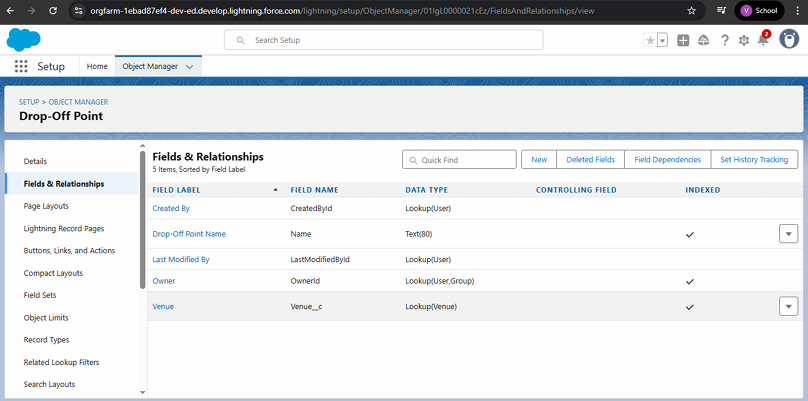 orgfarm-1ebad87ef4-dev-ed.develop.lightning.force.com/lightning/setup/ObjectManager/01IgL0000021cEz/FieldsAndRelationships/view
V School
Search Setup
2
Setup Home Object Manager
SETUP > OBJECT MANAGER
Drop-Off Point
Details
Fields & Relationships
Page Layouts
Lightning Record Pages
Buttons, Links, and Actions
Compact Layouts
Field Sets
Object Limits
Record Types
Related Lookup Filters
Search Layouts
Fields & Relationships
5 Items, Sorted by Field Label
Quick Find
New Deleted Fields Field Dependencies Set History Tracking
FIELD LABEL FIELD NAME DATA TYPE CONTROLLING FIELD INDEXED
Created By CreatedById Lookup(User)
Drop-Off Point Name Name Text(80)
Last Modified By LastModifiedById Lookup(User)
Owner OwnerId Lookup(User,Group)
Venue Venue__c Lookup(Venue)